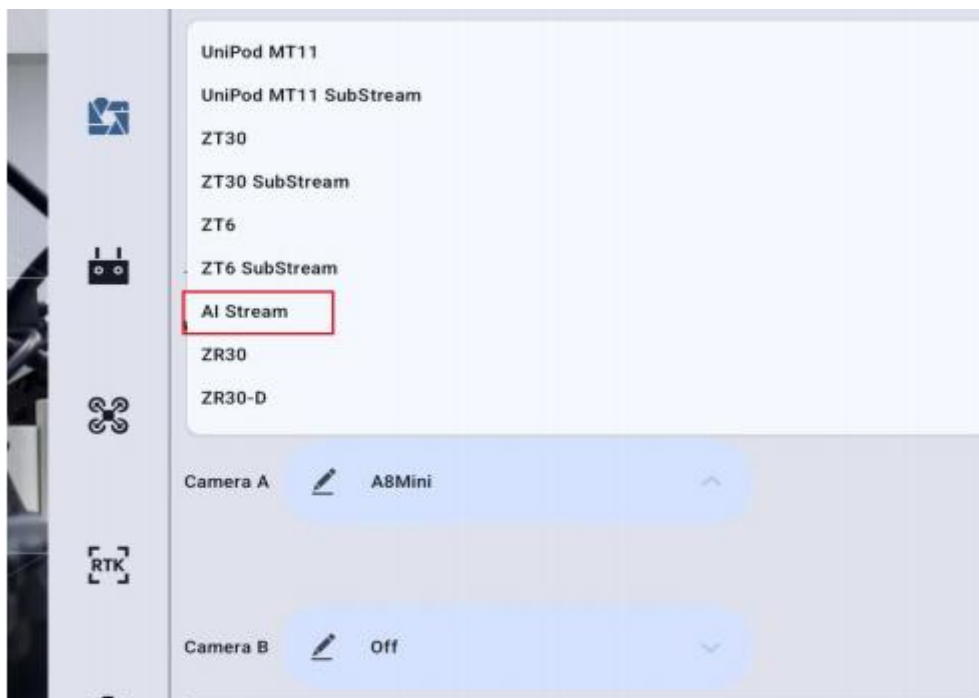 UniPod MT11
UniPod MT11 SubStream
ZT30
ZT30 SubStream
ZT6
ZT6 SubStream
AI Stream
ZR30
ZR30-D
Camera A A8Mini
RTK
Camera B Off